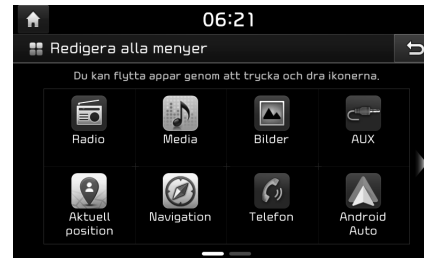 06:21
Redigera alla menyer
Du kan flytta appar genom att trycka och dra ikonerna.
Radio
Media
Bilder
AUX
Aktuell
position
Navigation
Telefon
Android
Auto